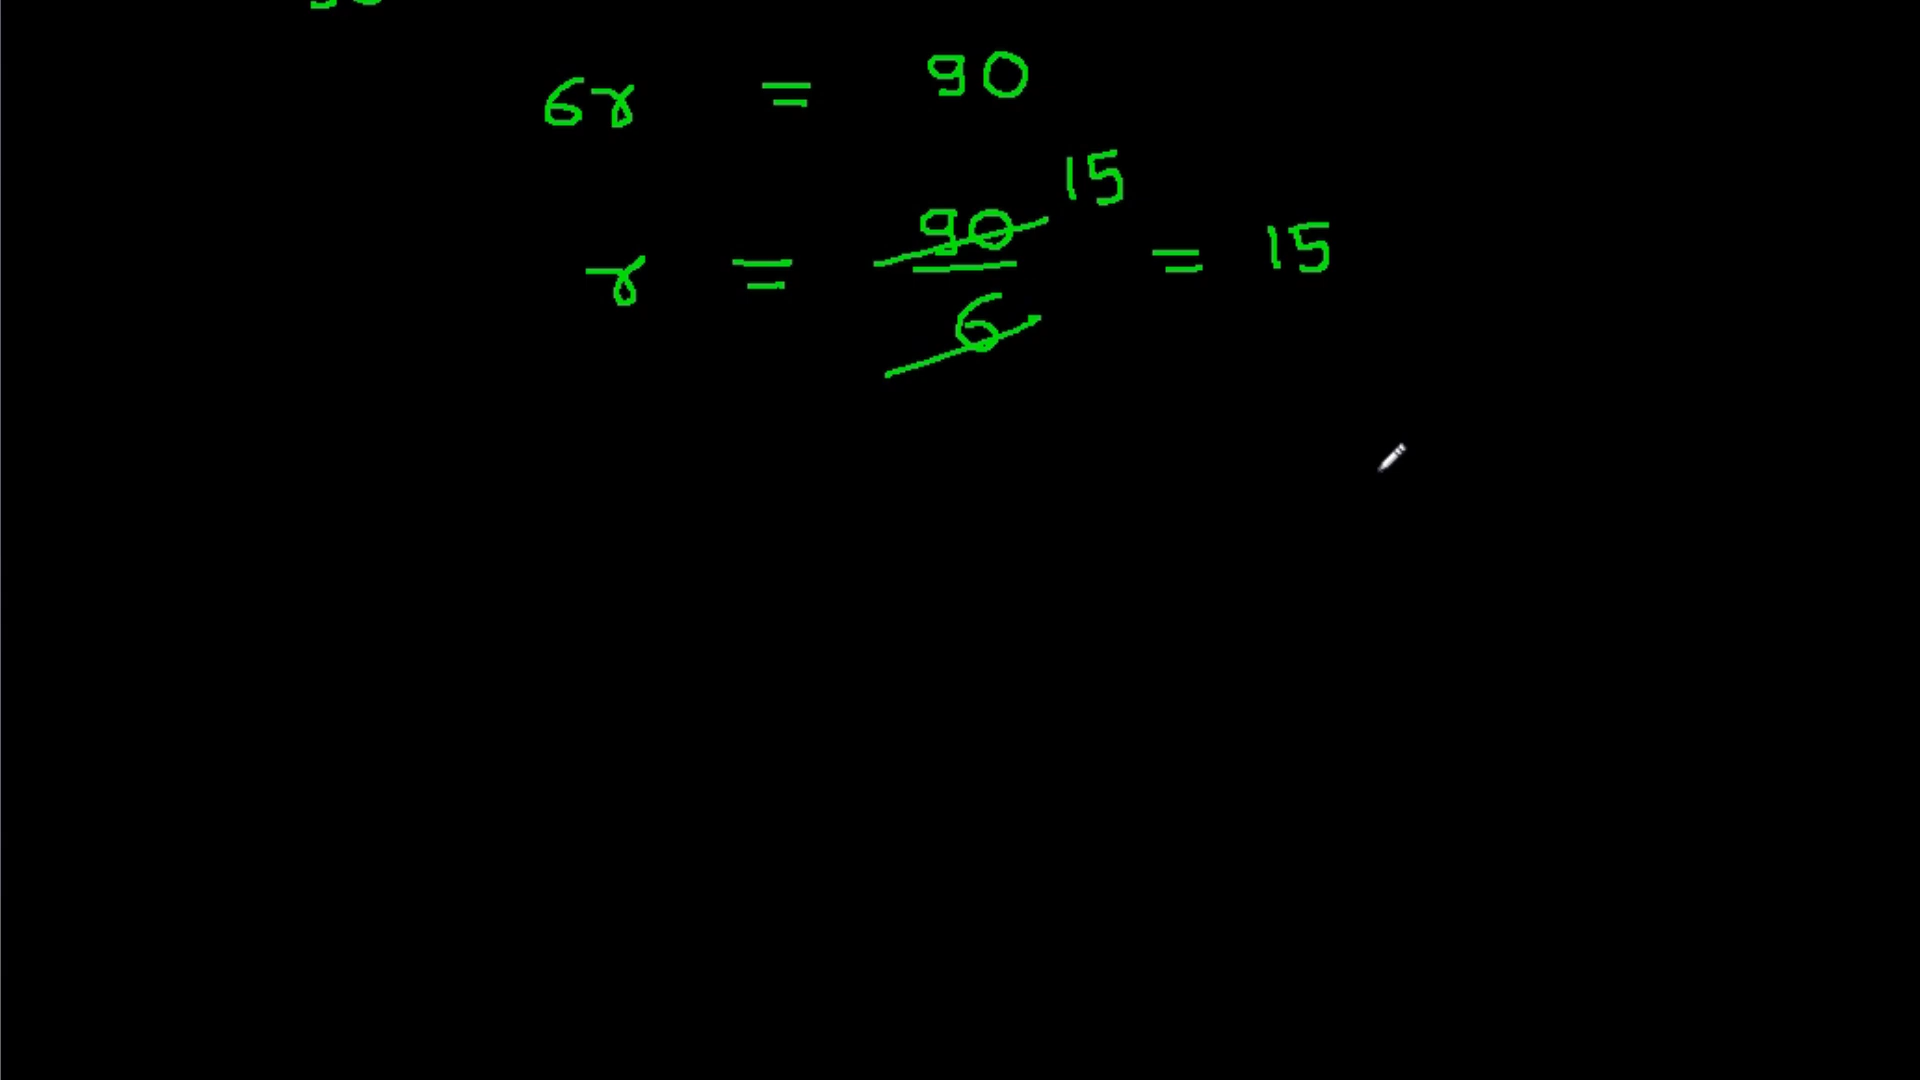 6x = 90
x = 90/6 15 = 15